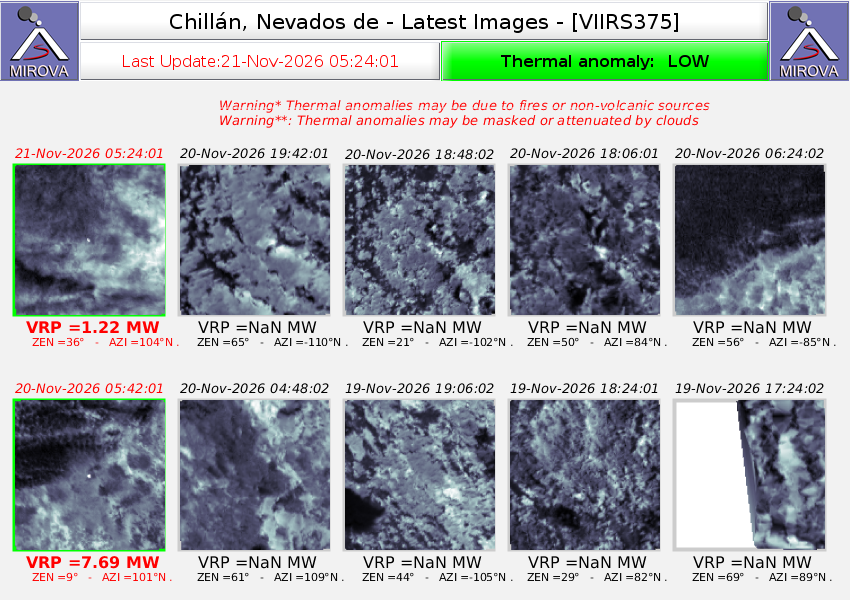 Chillán, Nevados de - Latest Images - [VIIRS375]
MIROVA
Last Update:21-Nov-2026 05:24:01
Thermal anomaly: LOW
MIROVA
Warning* Thermal anomalies may be due to fires or non-volcanic sources
Warning**: Thermal anomalies may be masked or attenuated by clouds
21-Nov-2026 05:24:01
20-Nov-2026 19:42:01
20-Nov-2026 18:48:02
20-Nov-2026 18:06:01
20-Nov-2026 06:24:02
VRP =1.22 MW
VRP =NaN MW
VRP =NaN MW
VRP =NaN MW
VRP =NaN MW
ZEN =36° - AZI =104°N .
ZEN =65° - AZI =-110°N .
ZEN =21° - AZI =-102°N .
ZEN =50° - AZI =84°N .
ZEN =56° - AZI =-85°N .
20-Nov-2026 05:42:01
20-Nov-2026 04:48:02
19-Nov-2026 19:06:02
19-Nov-2026 18:24:01
19-Nov-2026 17:24:02
VRP =7.69 MW
VRP =NaN MW
VRP =NaN MW
VRP =NaN MW
VRP =NaN MW
ZEN =9° - AZI =101°N .
ZEN =61° - AZI =109°N .
ZEN =44° - AZI =-105°N .
ZEN =29° - AZI =82°N .
ZEN =69° - AZI =89°N .